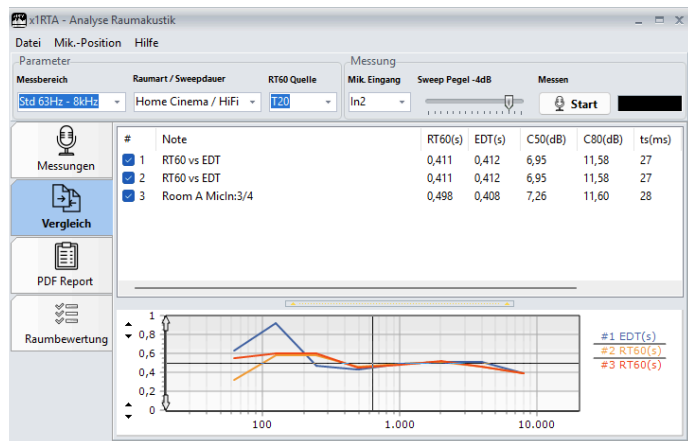 x1RTA - Analyse Raumakustik
Datei Mik.-Position Hilfe
Parameter Messung
Messbereich Raumart / Sweepdauer RT60 Quelle Mik. Eingang Sweep Pegel -4dB Messen
Std 63Hz - 8kHz Home Cinema / HiFi T20 In2 Start
Messungen
Vergleich
PDF Report
Raumbewertung
# Note RT60(s) EDT(s) C50(dB) C80(dB) ts(ms)
1 RT60 vs EDT 0,411 0,412 6,95 11,58 27
2 RT60 vs EDT 0,411 0,412 6,95 11,58 27
3 Room A MicIn:3/4 0,498 0,408 7,26 11,60 28
1
0,8
0,6
0,4
0,2
0
100 1.000 10.000
#1 EDT(s)
#2 RT60(s)
#3 RT60(s)